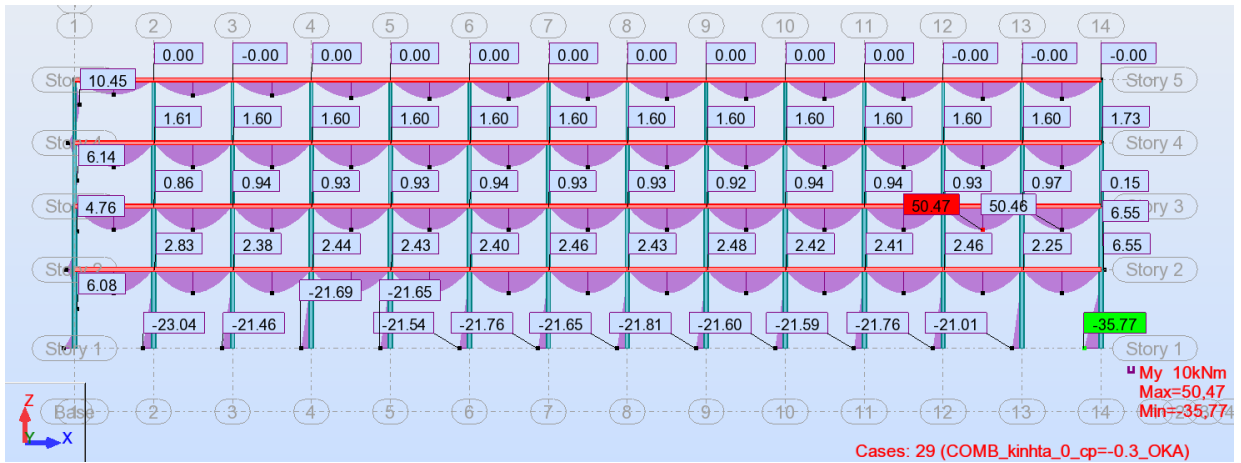 1 2 3 4 5 6 7 8 9 10 11 12 13 14
0.00 -0.00 0.00 0.00 0.00 0.00 0.00 0.00 0.00 0.00 -0.00 -0.00 -0.00
10.45 Story 5
1.61 1.60 1.60 1.60 1.60 1.60 1.60 1.60 1.60 1.60 1.60 1.60 1.73
Story 4
6.14
0.86 0.94 0.93 0.93 0.94 0.93 0.93 0.92 0.94 0.94 0.93 0.97 0.15
4.76 50.47 50.46 6.55 Story 3
2.83 2.38 2.44 2.43 2.40 2.46 2.43 2.48 2.42 2.41 2.46 2.25 6.55
Story 2
6.08 -21.69 -21.65
-23.04 -21.46 -21.54 -21.76 -21.65 -21.81 -21.60 -21.59 -21.76 -21.01 -35.77
Story 1 Story 1
My 10kNm
Max=50,47
Min=-35,77
Z
Y X
Base 2 3 4 5 6 7 8 9 10 11 12 13 14
Cases: 29 (COMB_kinhta_0_cp=-0.3_OKA)